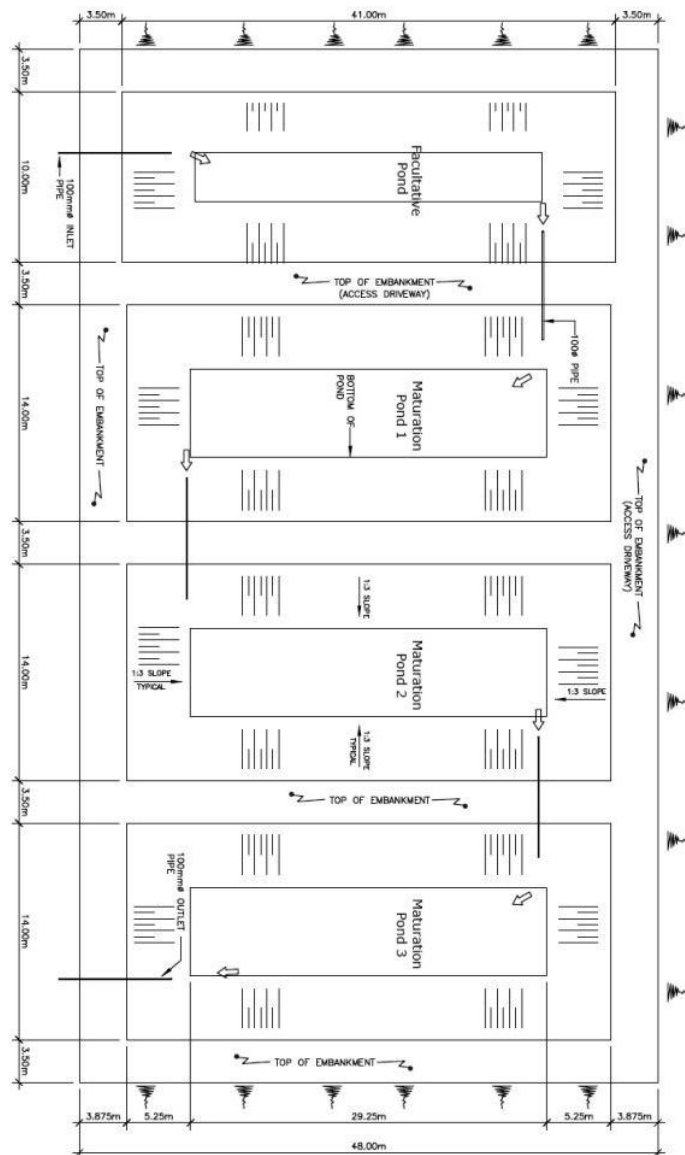 3.50m
41.00m
3.50m
3.50m
10.00m
3.50m
14.00m
3.50m
14.00m
3.50m
14.00m
3.50m
Facultative
Pond
100mmø INLET
PIPE
TOP OF EMBANKMENT
(ACCESS DRIVEWAY)
100ø PIPE
TOP OF EMBANKMENT
Maturation
Pond 1
BOTTOM OF
POND
TOP OF EMBANKMENT
(ACCESS DRIVEWAY)
1:3 SLOPE
Maturation
Pond 2
1:3 SLOPE
TYPICAL
1:3 SLOPE
1:3 SLOPE
TYPICAL
TOP OF EMBANKMENT
100mmø OUTLET
PIPE
Maturation
Pond 3
TOP OF EMBANKMENT
3.875m
5.25m
29.25m
5.25m
3.875m
48.00m